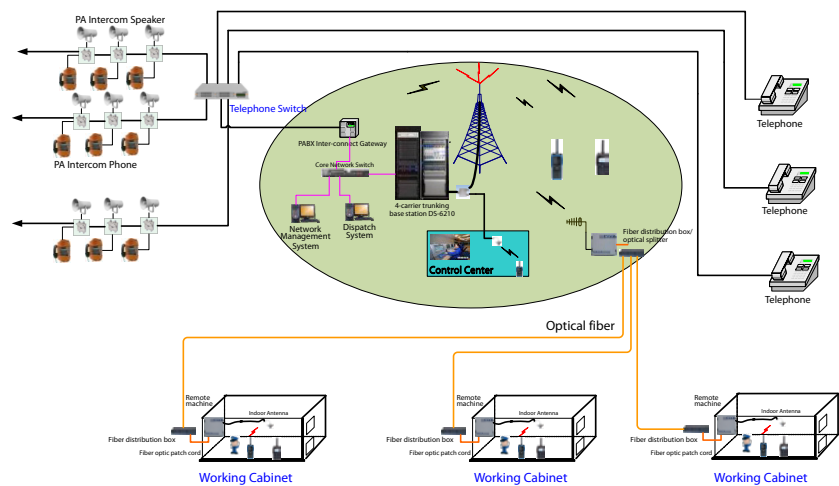 PA Intercom Speaker
Telephone Switch
PA Intercom Phone
PABX Inter-connect Gateway
Core Network Switch
4-carrier trunking
base station DS-6210
Network
Management
System
Dispatch
System
Control Center
Fiber distribution box/
optical splitter
Telephone
Telephone
Telephone
Optical fiber
Remote
machine
Indoor Antenna
Fiber distribution box
Fiber optic patch cord
Working Cabinet
Remote
machine
Indoor Antenna
Fiber distribution box
Fiber optic patch cord
Working Cabinet
Remote
machine
Indoor Antenna
Fiber distribution box
Fiber optic patch cord
Working Cabinet